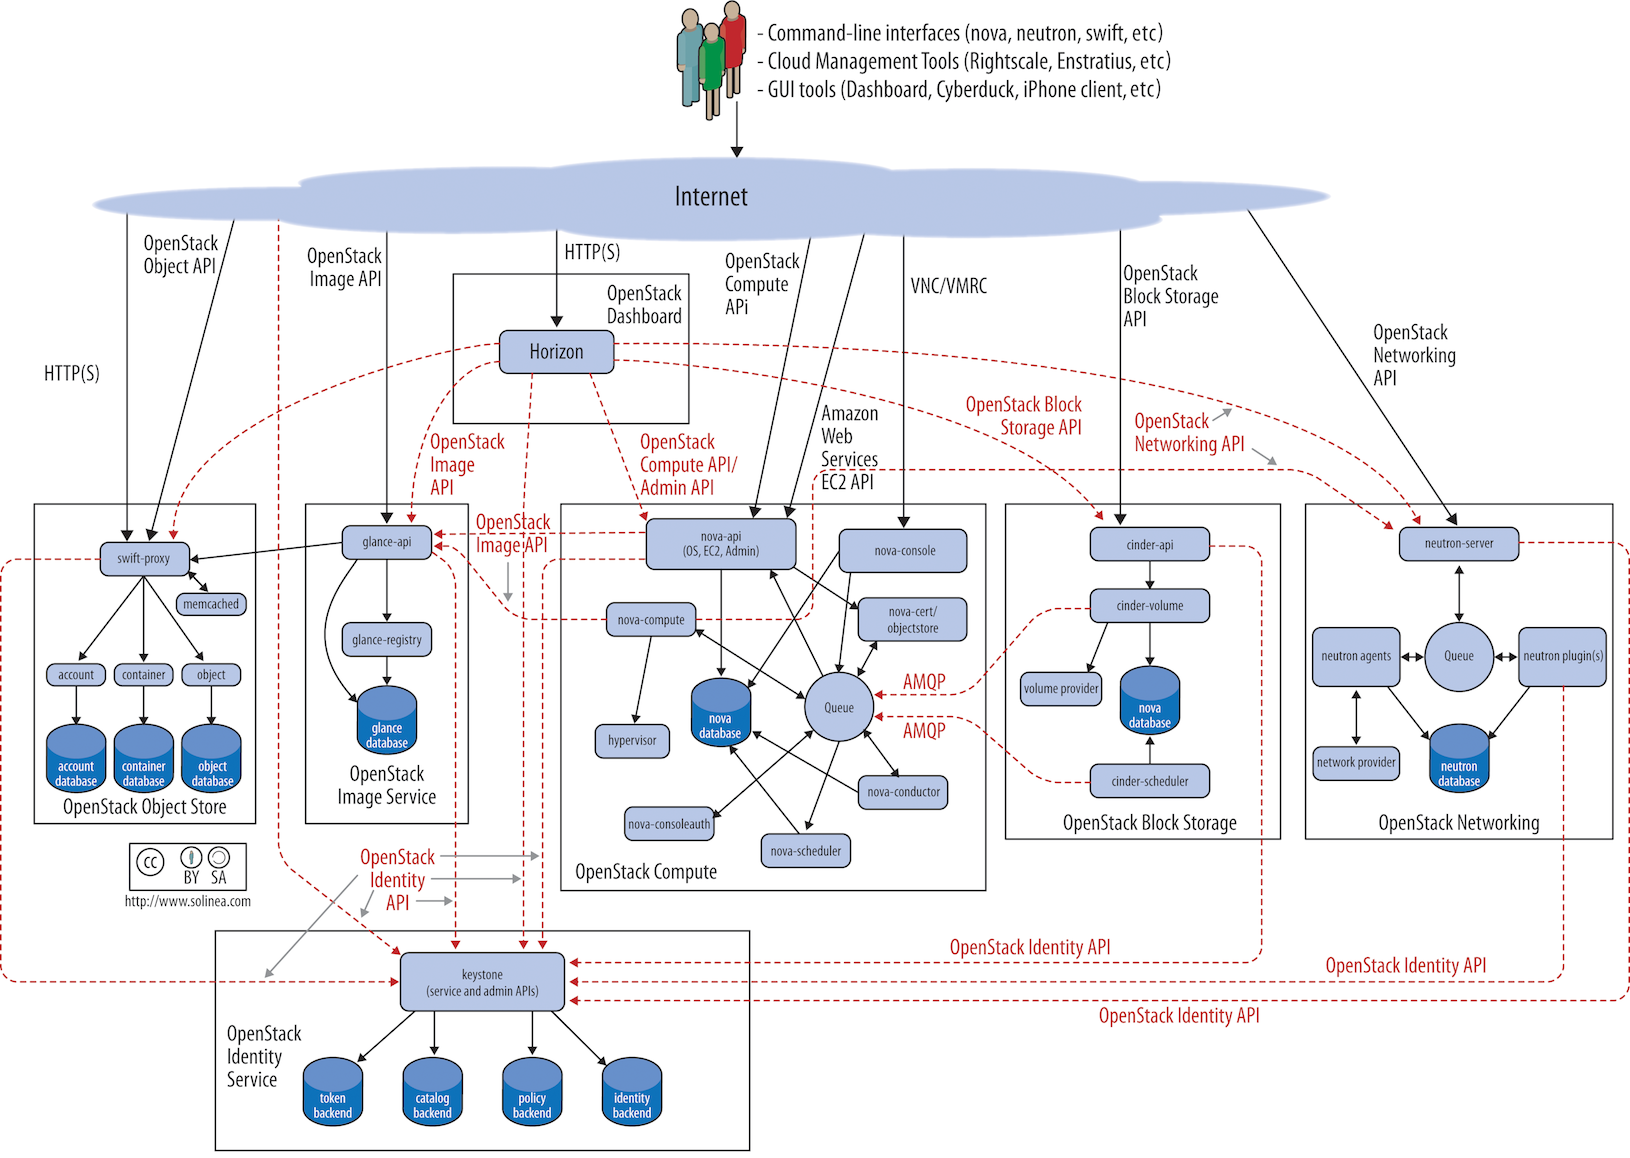 - Command-line interfaces (nova, neutron, swift, etc)
- Cloud Management Tools (Rightscale, Enstratius, etc)
- GUI tools (Dashboard, Cyberduck, iPhone client, etc)
Internet
OpenStack
Object API
OpenStack
Image API
HTTP(S)
OpenStack
Compute
APi
VNC/VMRC
OpenStack
Block Storage
API
OpenStack
Networking
API
HTTP(S)
OpenStack
Dashboard
Horizon
Amazon
Web
Services
EC2 API
OpenStack Block
Storage API
OpenStack
Networking API
OpenStack
Image
API
OpenStack
Compute API/
Admin API
OpenStack
Image API
swift-proxy
memcached
account
container
object
account
database
container
database
object
database
OpenStack Object Store
glance-api
glance-registry
glance
database
OpenStack
Image Service
nova-api
(OS, EC2, Admin)
nova-console
nova-compute
nova-cert/
objectstore
hypervisor
nova
database
Queue
nova-conductor
nova-consoleauth
nova-scheduler
OpenStack Compute
AMQP
AMQP
cinder-api
cinder-volume
volume provider
nova
database
cinder-scheduler
OpenStack Block Storage
neutron-server
neutron agents
Queue
neutron plugin(s)
network provider
neutron
database
OpenStack Networking
cc
BY SA
http://www.solinea.com
OpenStack
Identity
API
keystone
(service and admin APIs)
OpenStack
Identity
Service
token
backend
catalog
backend
policy
backend
identity
backend
OpenStack Identity API
OpenStack Identity API
OpenStack Identity API